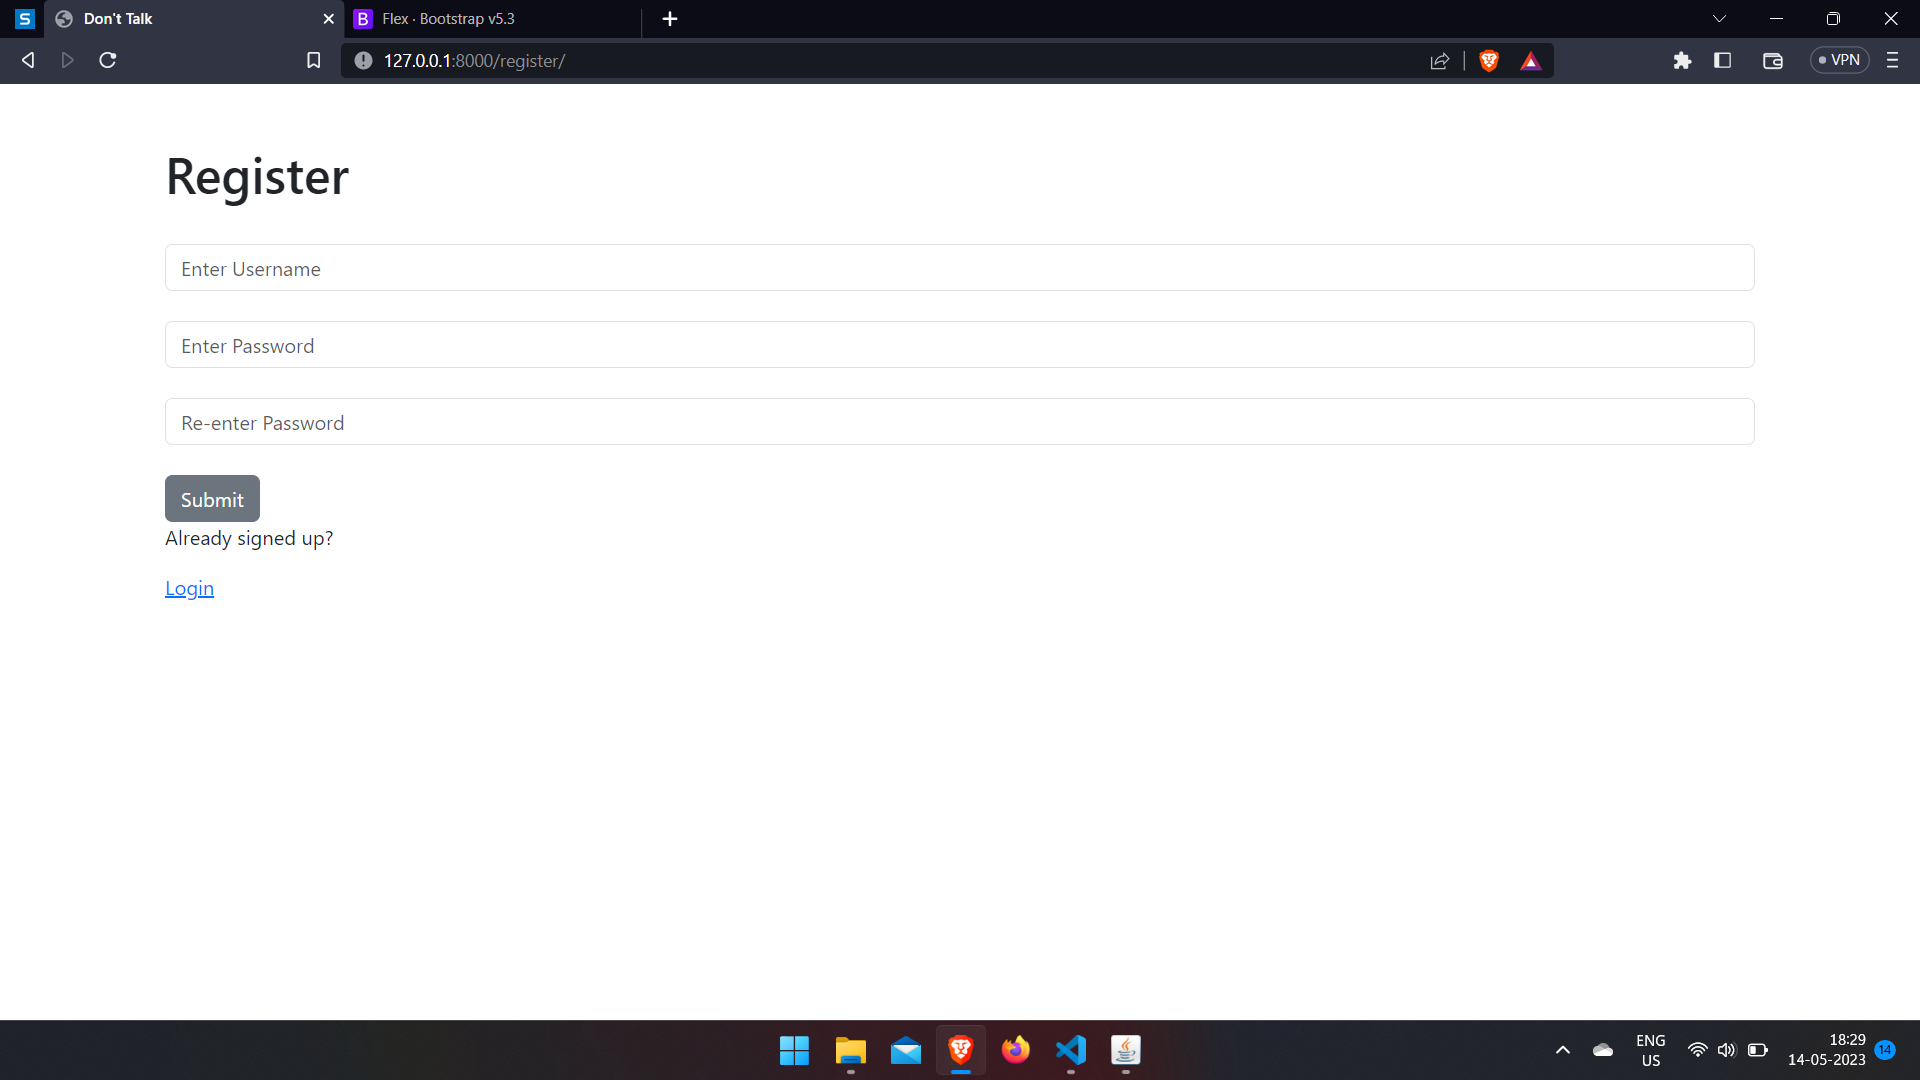 S
Don't Talk
B
Flex · Bootstrap v5.3
127.0.0.1:8000/register/
VPN
Register
Enter Username
Enter Password
Re-enter Password
Submit
Already signed up?
Login
ENG
US
18:29
14-05-2023
14